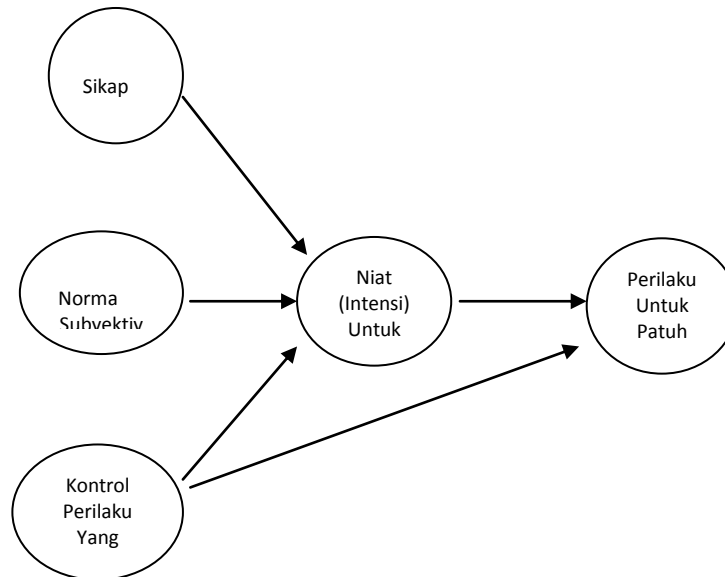 Sikap
Norma
Subyektiv
Niat
(Intensi)
Untuk
Perilaku
Untuk
Patuh
Kontrol
Perilaku
Yang